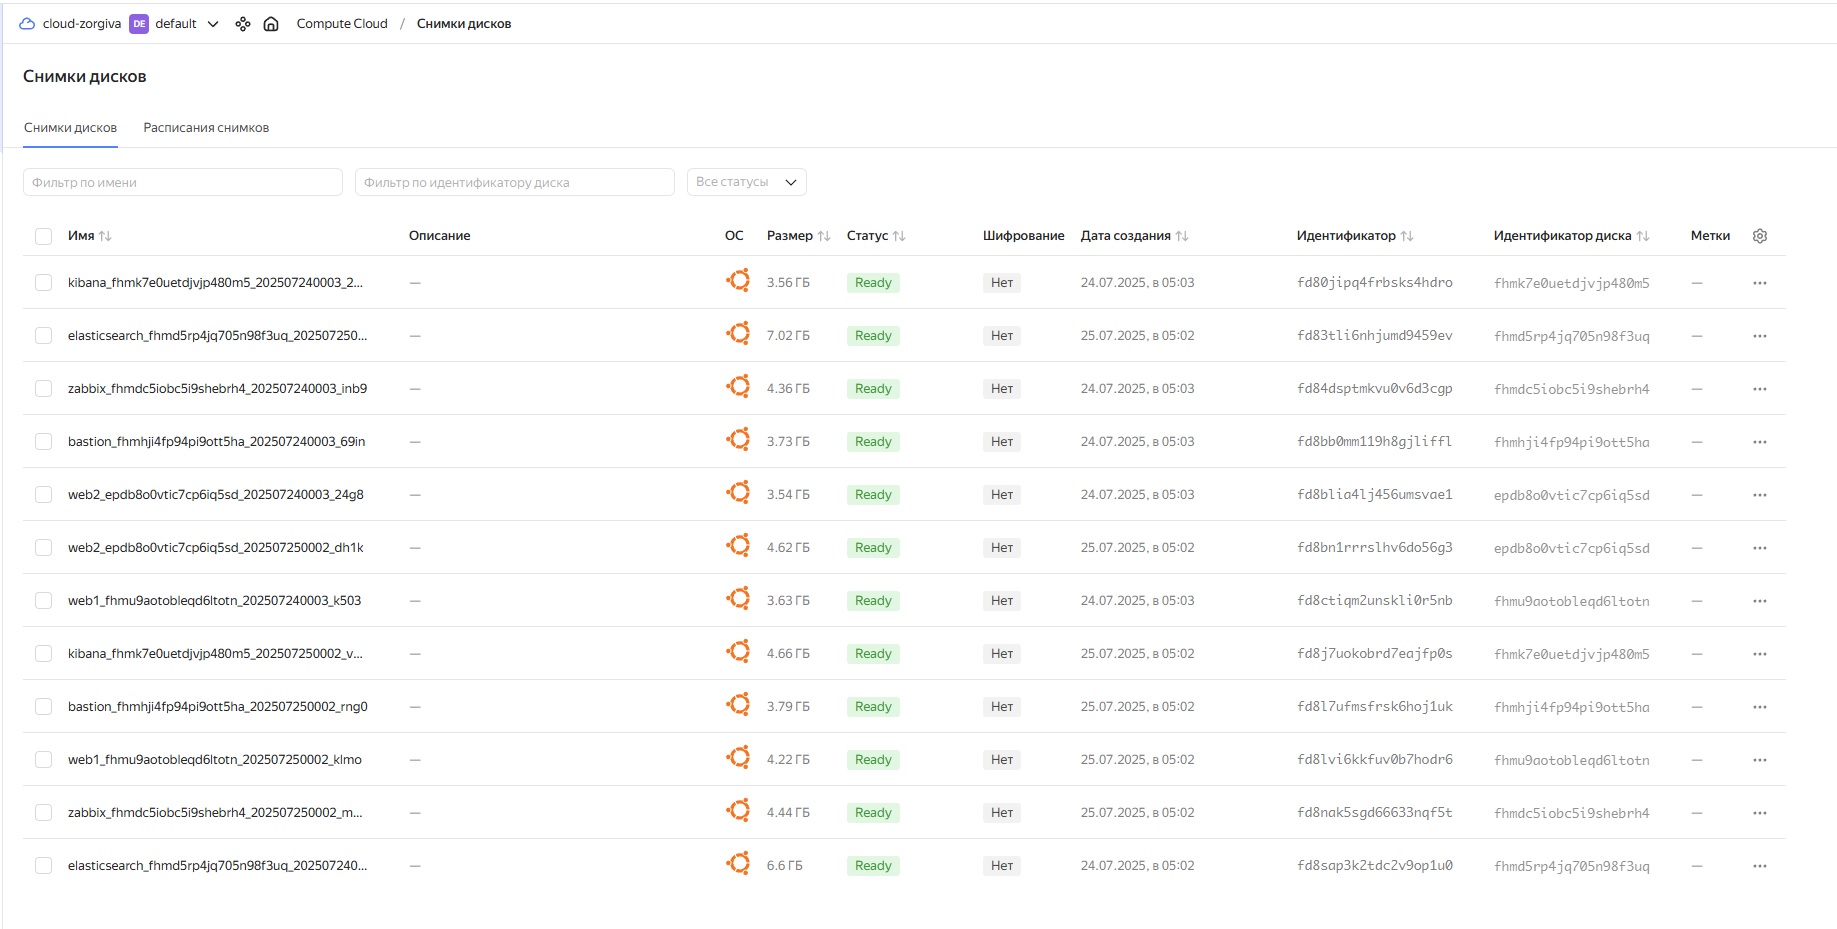 cloud-zorgiva DE default Compute Cloud / Снимки дисков
Снимки дисков
Снимки дисков Расписания снимков
Фильтр по имени Фильтр по идентификатору диска Все статусы
Имя Описание ОС Размер Статус Шифрование Дата создания Идентификатор Идентификатор диска Метки
kibana_fhmk7e0uetdjvjp480m5_202507240003_2... — 3.56 ГБ Ready Нет 24.07.2025, в 05:03 fd80jipq4frbsks4hdro fhmk7e0uetdjvjp480m5 — ...
elasticsearch_fhmd5rp4jq705n98f3uq_202507250... — 7.02 ГБ Ready Нет 25.07.2025, в 05:02 fd83tli6nhjumd9459ev fhmd5rp4jq705n98f3uq — ...
zabbix_fhmdc5iobc5i9shebrh4_202507240003_inb9 — 4.36 ГБ Ready Нет 24.07.2025, в 05:03 fd84dsptmkvu0v6d3cgp fhmdc5iobc5i9shebrh4 — ...
bastion_fhmhji4fp94pi9ott5ha_202507240003_69in — 3.73 ГБ Ready Нет 24.07.2025, в 05:03 fd8bb0mm119h8gjliffl fhmhji4fp94pi9ott5ha — ...
web2_epdb8o0vtic7cp6iq5sd_202507240003_24g8 — 3.54 ГБ Ready Нет 24.07.2025, в 05:03 fd8blia4lj456umsvae1 epdb8o0vtic7cp6iq5sd — ...
web2_epdb8o0vtic7cp6iq5sd_202507250002_dh1k — 4.62 ГБ Ready Нет 25.07.2025, в 05:02 fd8bn1rrrslhv6do56g3 epdb8o0vtic7cp6iq5sd — ...
web1_fhmu9aotobleqd6ltotn_202507240003_k503 — 3.63 ГБ Ready Нет 24.07.2025, в 05:03 fd8ctiqm2unskli0r5nb fhmu9aotobleqd6ltotn — ...
kibana_fhmk7e0uetdjvjp480m5_202507250002_v... — 4.66 ГБ Ready Нет 25.07.2025, в 05:02 fd8j7uokobrd7eajfp0s fhmk7e0uetdjvjp480m5 — ...
bastion_fhmhji4fp94pi9ott5ha_202507250002_rng0 — 3.79 ГБ Ready Нет 25.07.2025, в 05:02 fd8l7ufmsfrsk6hoj1uk fhmhji4fp94pi9ott5ha — ...
web1_fhmu9aotobleqd6ltotn_202507250002_klmo — 4.22 ГБ Ready Нет 25.07.2025, в 05:02 fd8lvi6kkfuv0b7hodr6 fhmu9aotobleqd6ltotn — ...
zabbix_fhmdc5iobc5i9shebrh4_202507250002_m... — 4.44 ГБ Ready Нет 25.07.2025, в 05:02 fd8nak5sgd66633nqf5t fhmdc5iobc5i9shebrh4 — ...
elasticsearch_fhmd5rp4jq705n98f3uq_202507240... — 6.6 ГБ Ready Нет 24.07.2025, в 05:02 fd8sap3k2tdc2v9op1u0 fhmd5rp4jq705n98f3uq — ...